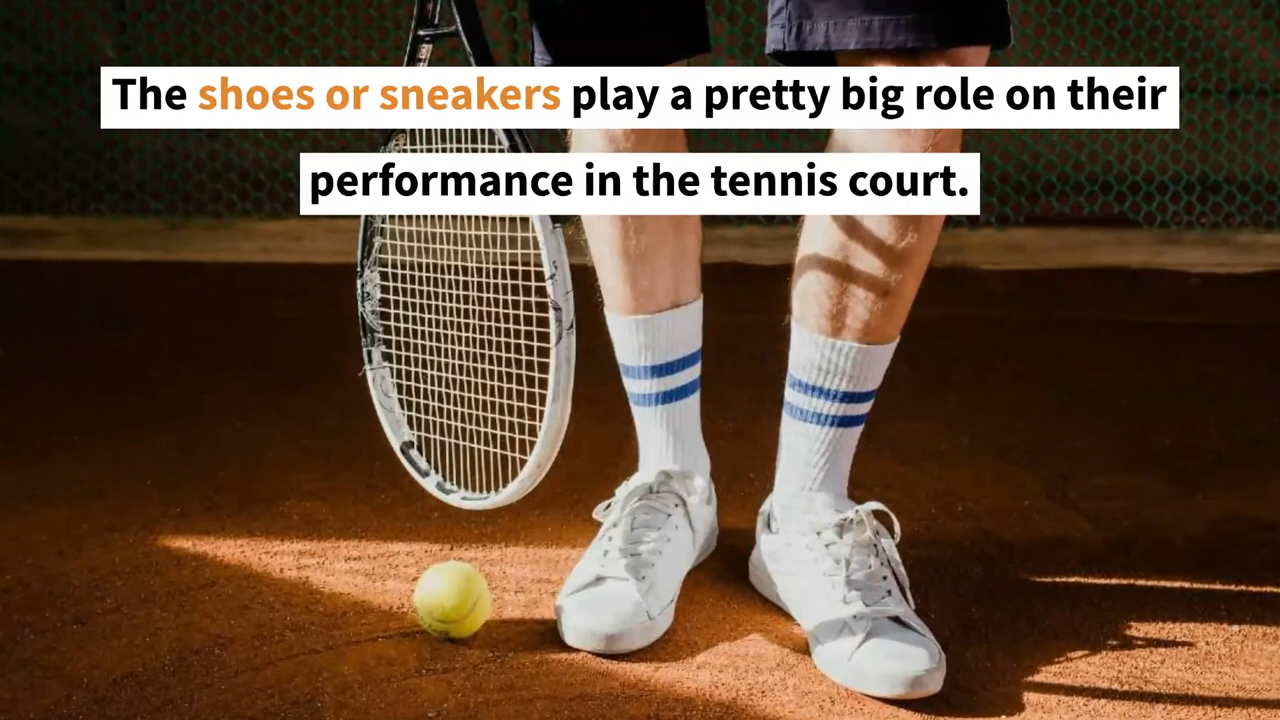 The shoes or sneakers play a pretty big role on their
performance in the tennis court.